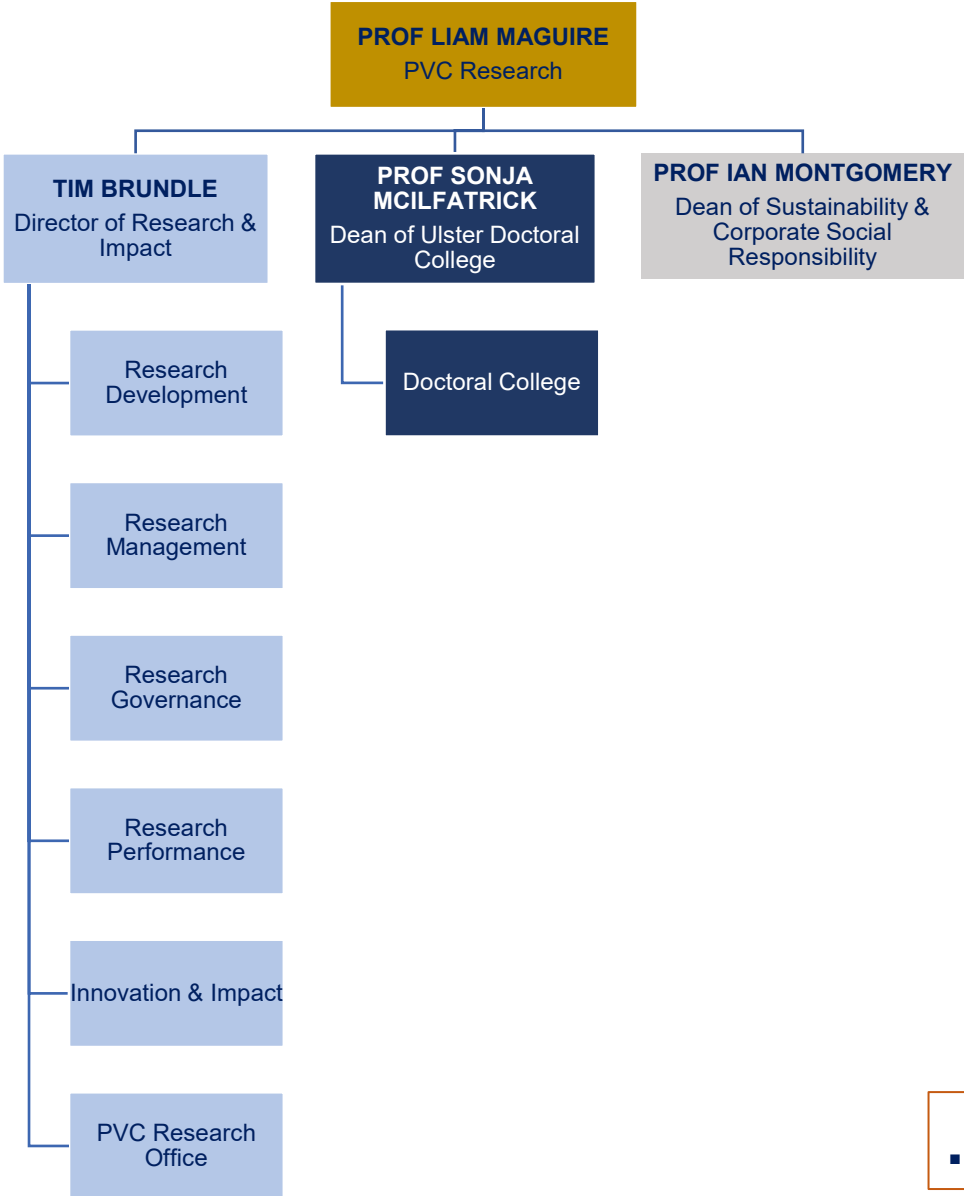 PROF LIAM MAGUIRE
PVC Research
TIM BRUNDLE
Director of Research &
Impact
PROF SONJA
MCILFATRICK
Dean of Ulster Doctoral
College
PROF IAN MONTGOMERY
Dean of Sustainability &
Corporate Social
Responsibility
Research
Development
Research
Management
Research
Governance
Research
Performance
Innovation & Impact
PVC Research
Office
Doctoral College